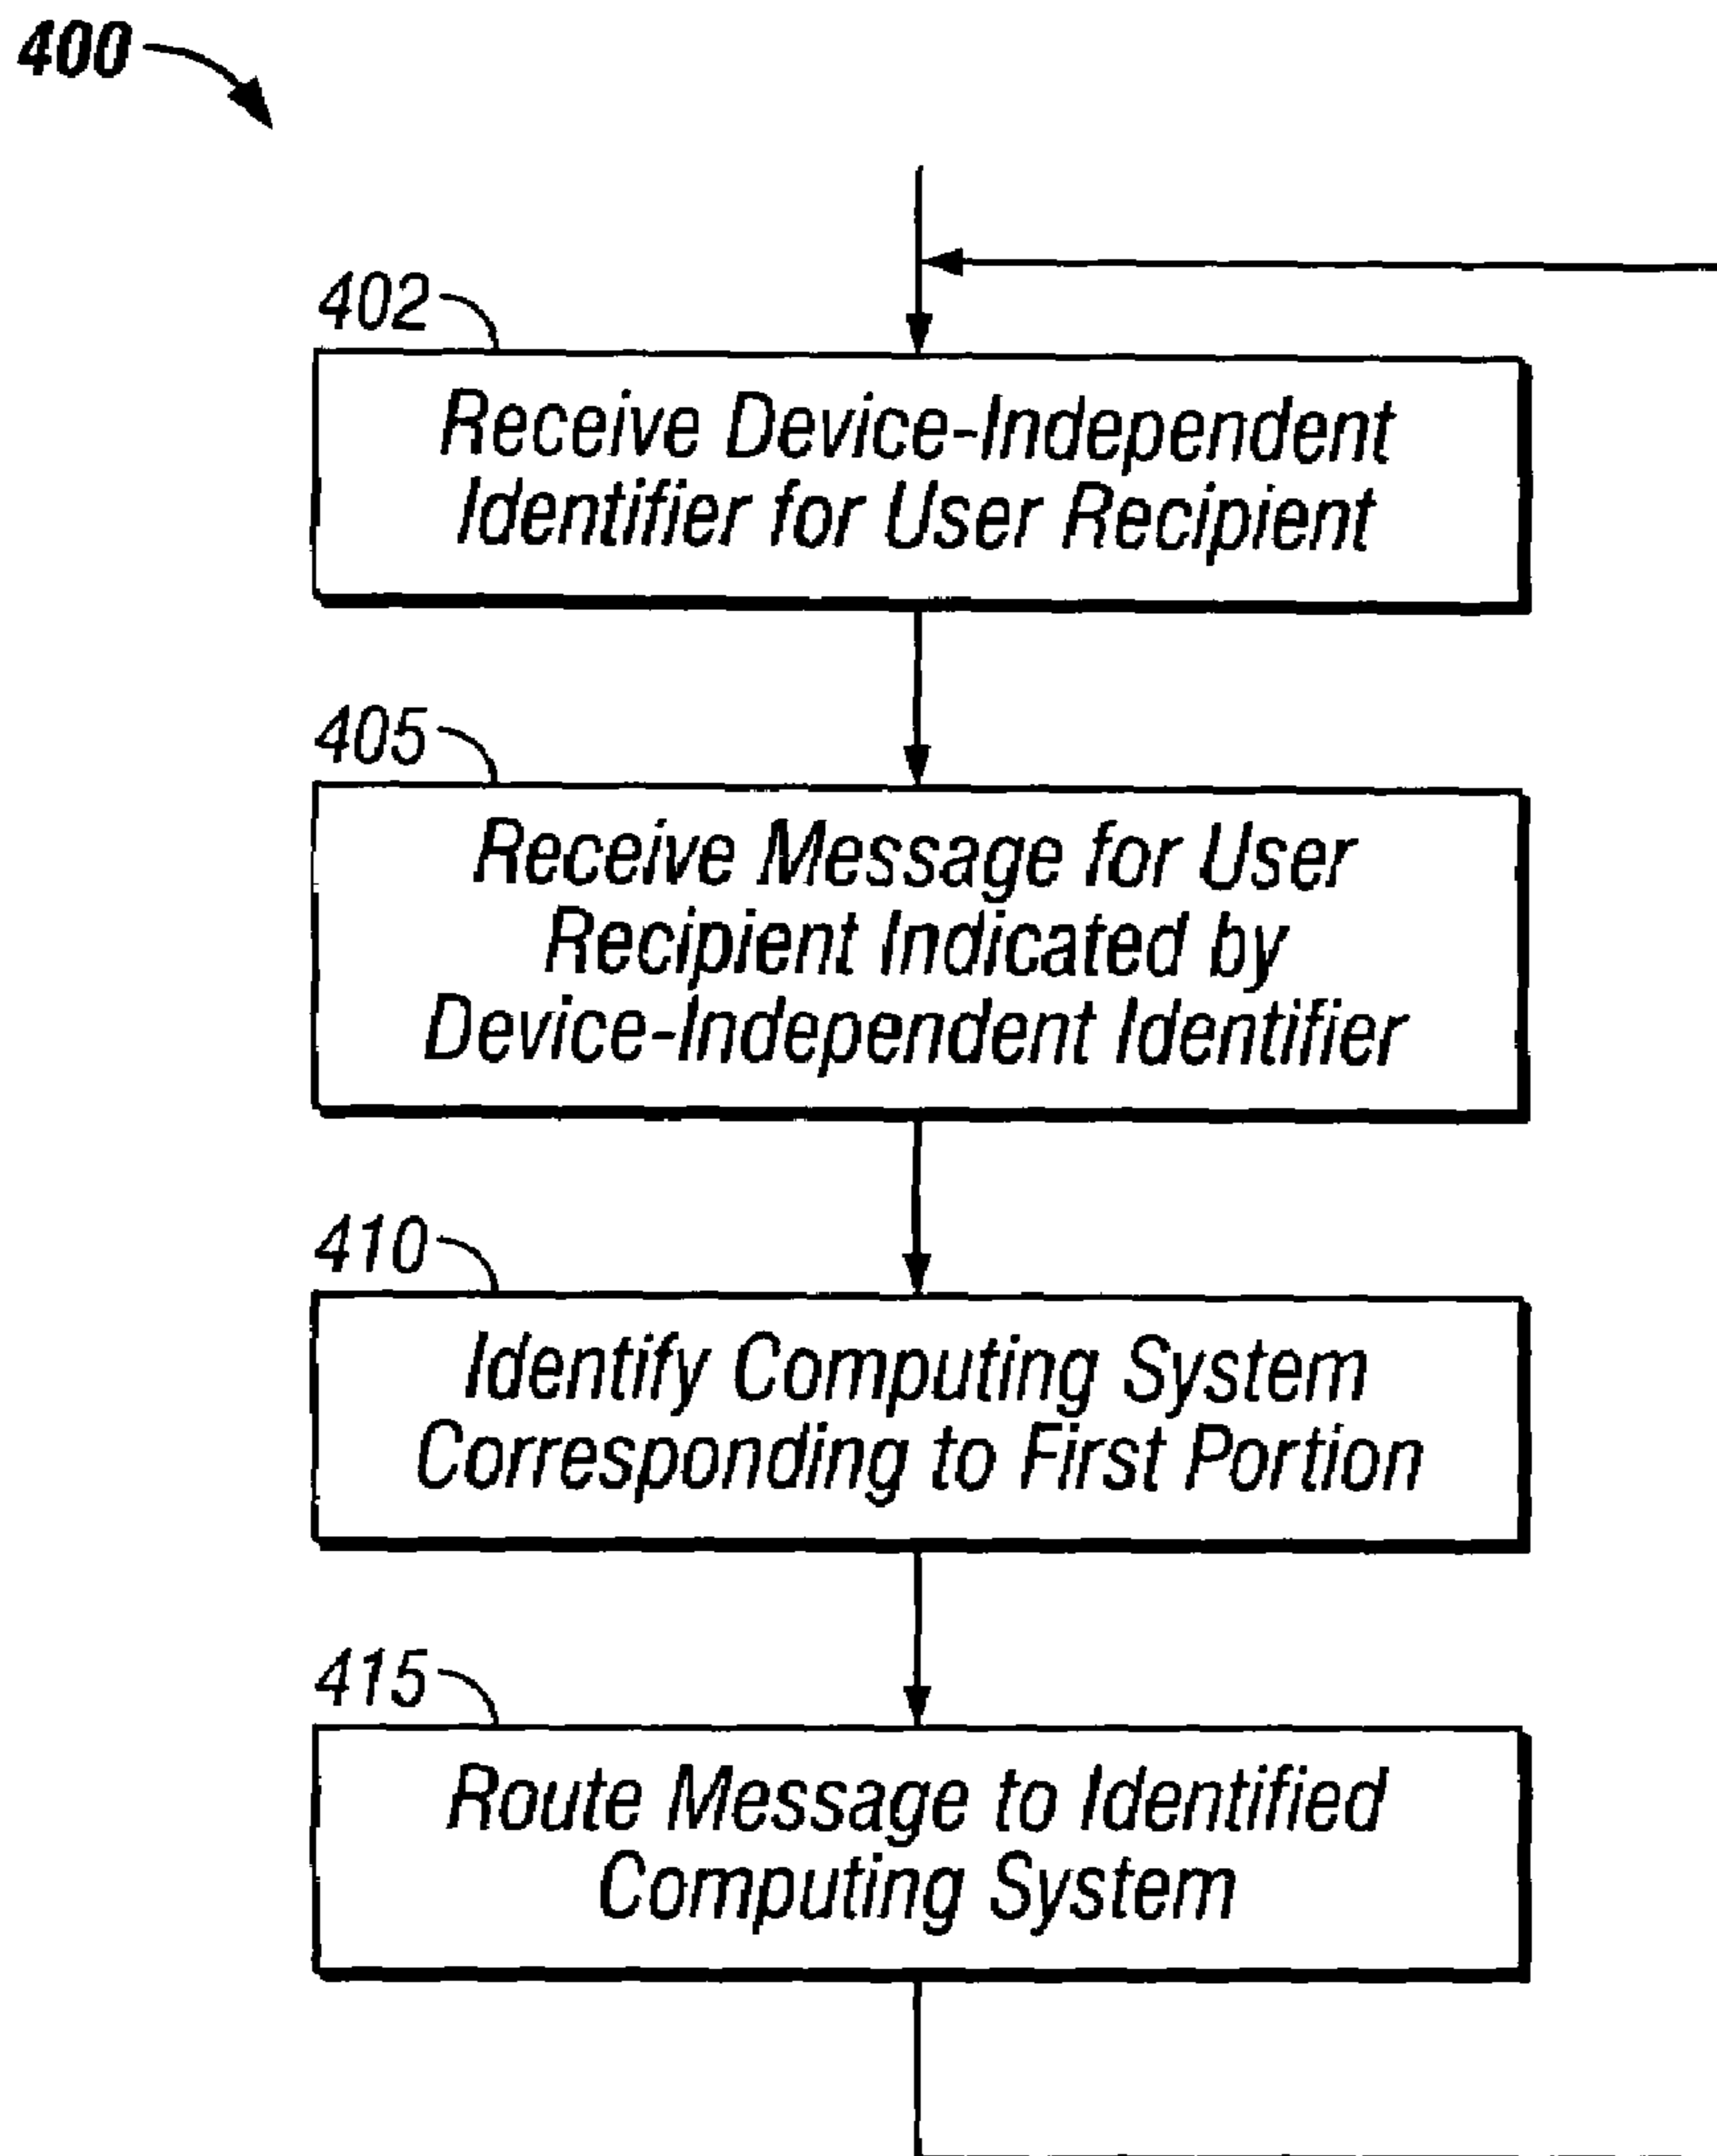 400
402
Receive Device-Independent
Identifier for User Recipient
405
Receive Message for User
Recipient Indicated by
Device-Independent Identifier
410
Identify Computing System
Corresponding to First Portion
415
Route Message to Identified
Computing System